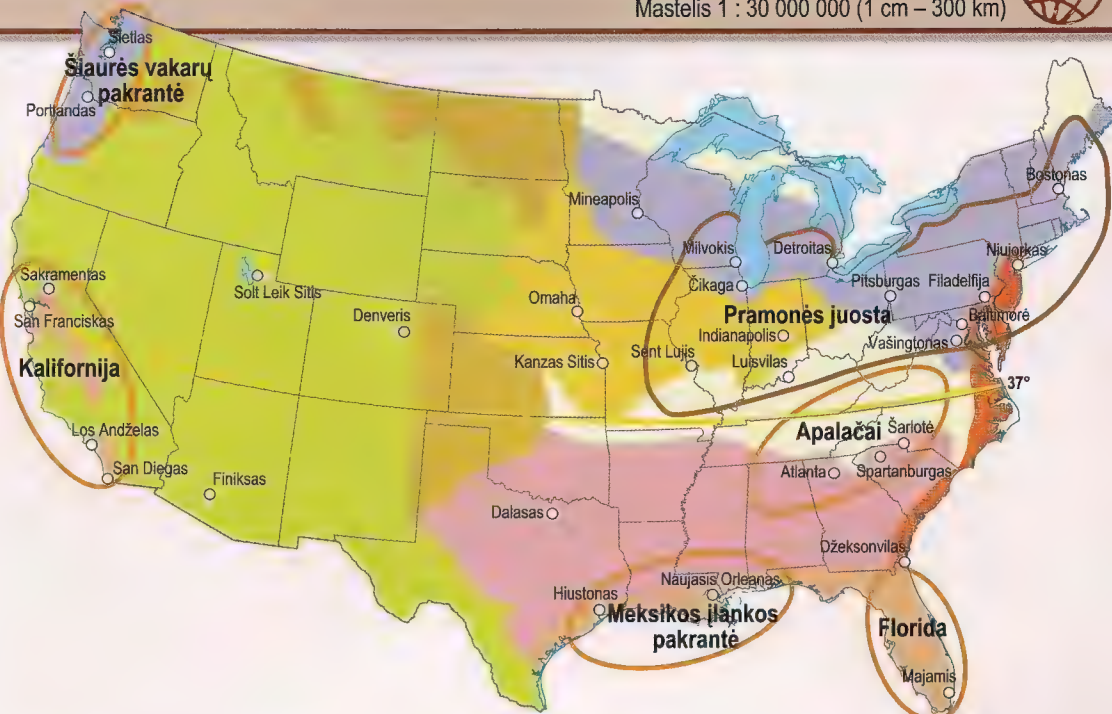 Mastelis 1 : 30 000 000 (1 cm – 300 km)
Sietlas
Šiaurės vakarų
pakrantė
Portlandas
Mineapolis
Bostonas
Milvokis
Detroitas
Niujorkas
Sakramentas
Solt Leik Sitis
Čikaga
Pitsburgas
Filadelfija
San Franciskas
Denveris
Omaha
Pramonės juosta
Baltimorė
Indianapolis
Vašingtonas
Kalifornija
Kanzas Sitis
Sent Luisas
Luisvilas
37°
Los Andželas
Apalačai
Šarlotė
San Diegas
Finiksas
Atlanta
Spartanburgas
Dalasas
Džeksonvilas
Hiustonas
Naujasis Orleanas
Meksikos įlankos
pakrantė
Florida
Majamis